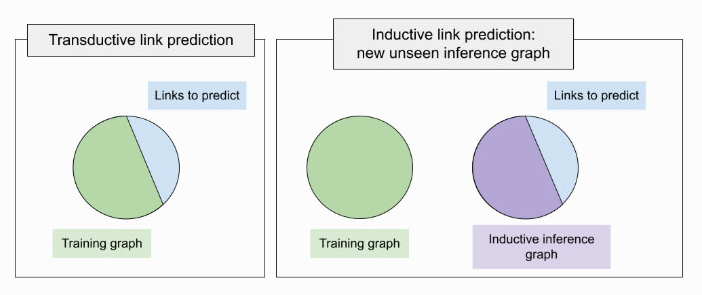 Transductive link prediction
Links to predict
Training graph
Inductive link prediction:
new unseen inference graph
Links to predict
Training graph
Inductive inference
graph